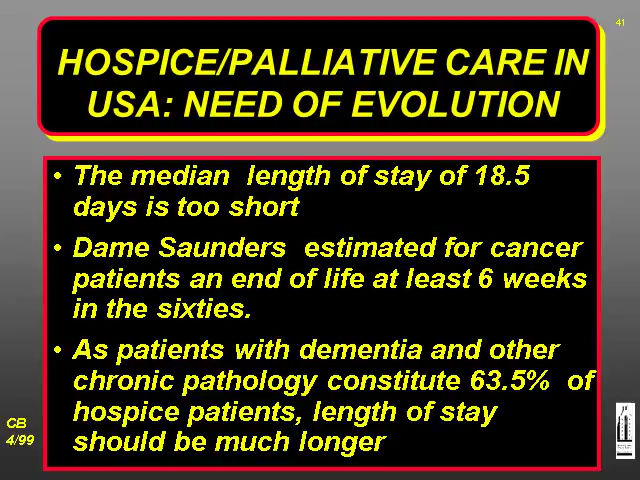 41
HOSPICE/PALLIATIVE CARE IN
USA: NEED OF EVOLUTION
• The median length of stay of 18.5
days is too short
• Dame Saunders estimated for cancer
patients an end of life at least 6 weeks
in the sixties.
• As patients with dementia and other
chronic pathology constitute 63.5% of
hospice patients, length of stay
should be much longer
CB
4/99